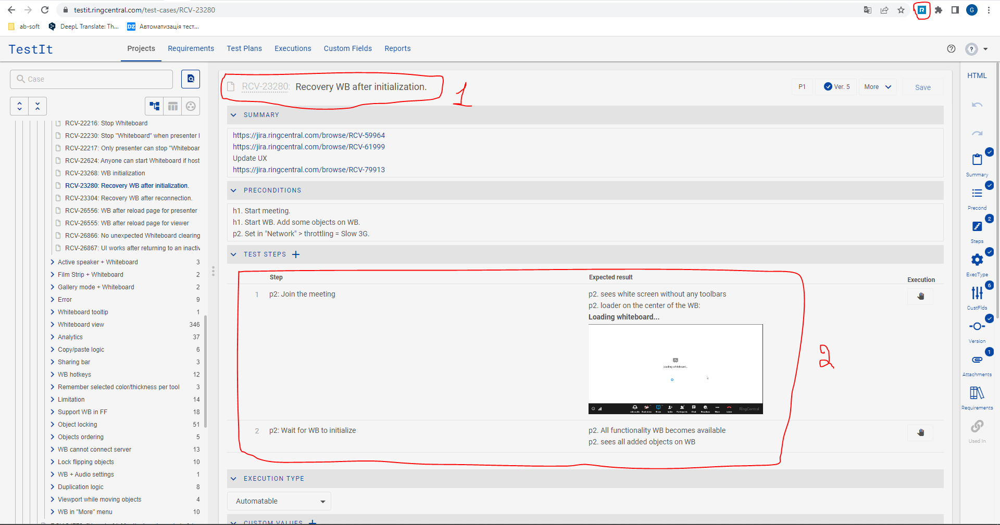 testit.ringcentral.com/test-cases/RCV-23280
G
ab-soft
DeepL Translate: Th...
DZ
Автоматизація тест...
TestIt
Projects
Requirements
Test Plans
Executions
Custom Fields
Reports
Case
RCV-22216: Stop Whiteboard
RCV-22230: Stop "Whiteboard" when presenter l
RCV-22217: Only presenter can stop "Whiteboar
RCV-22624: Anyone can start Whiteboard if host
RCV-23268: WB initialization
RCV-23280: Recovery WB after initialization.
RCV-23304: Recovery WB after reconnection.
RCV-26556: WB after reload page for presenter
RCV-26555: WB after reload page for viewer
RCV-26866: No unexpected Whiteboard clearing
RCV-26867: UI works after returning to an inactiv
Active speaker + Whiteboard 3
Film Strip + Whiteboard 2
Gallery mode + Whiteboard 2
Error 9
Whiteboard tooltip 1
Whiteboard view 346
Analytics 37
Copy/paste logic 6
Sharing bar 3
WB hotkeys 12
Remember selected color/thickness per tool 3
Limitation 14
Support WB in FF 18
Object locking 51
Objects ordering 5
WB cannot connect server 13
Lock flipping objects 10
WB + Audio settings 1
Duplication logic 8
Viewport while moving objects 4
WB in "More" menu 10
RCV-23280: Recovery WB after initialization.
1
P1
Ver. 5
More
Save
SUMMARY
https://jira.ringcentral.com/browse/RCV-59964
https://jira.ringcentral.com/browse/RCV-61999
Update UX
https://jira.ringcentral.com/browse/RCV-79913
PRECONDITIONS
h1. Start meeting.
h1. Start WB. Add some objects on WB.
p2. Set in "Network" > throttling = Slow 3G.
TEST STEPS
Step Expected result Execution
1 p2: Join the meeting
p2. sees white screen without any toolbars
p2. loader on the center of the WB:
Loading whiteboard...
Loading whiteboard...
Join audio Start video Share Invite Participants Chat Reactions More Leave RingCentral
2
2 p2: Wait for WB to initialize
p2. All functionality WB becomes available
p2. sees all added objects on WB
EXECUTION TYPE
Automatable
CUSTOM VALUES
HTML
Summary
Precond
2
Steps
ExecType
6
CustFlds
Version
1
Attachments
Requirements
Used In